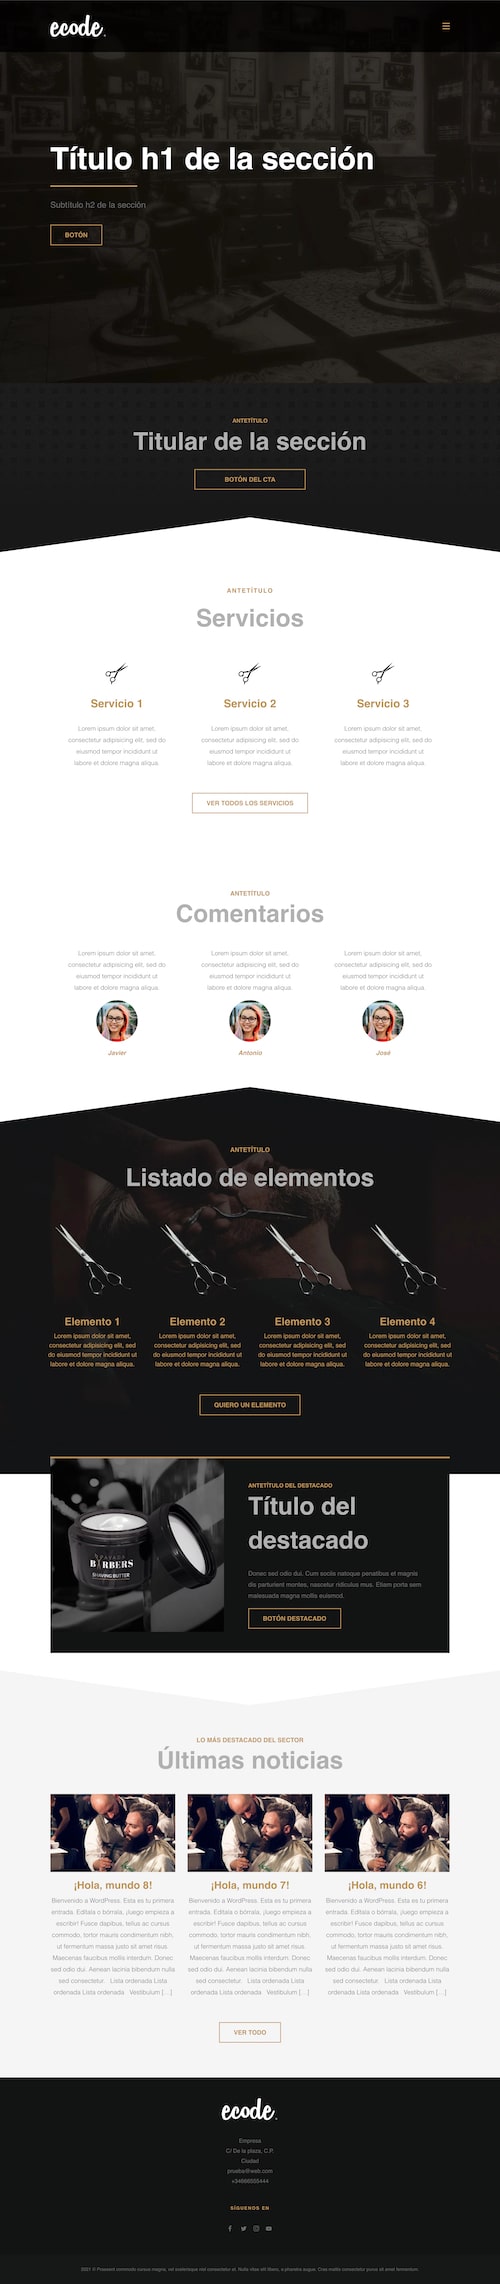 ecode.
Título h1 de la sección
Subtítulo h2 de la sección
BOTÓN
ANTETÍTULO
Titular de la sección
BOTÓN DEL CTA
ANTETÍTULO
Servicios
Servicio 1
Servicio 2
Servicio 3
Lorem ipsum dolor sit amet,
consectetur adipisicing elit, sed do
eiusmod tempor incididunt ut
labore et dolore magna aliqua.
Lorem ipsum dolor sit amet,
consectetur adipisicing elit, sed do
eiusmod tempor incididunt ut
labore et dolore magna aliqua.
Lorem ipsum dolor sit amet,
consectetur adipisicing elit, sed do
eiusmod tempor incididunt ut
labore et dolore magna aliqua.
VER TODOS LOS SERVICIOS
ANTETÍTULO
Comentarios
Lorem ipsum dolor sit amet,
consectetur adipisicing elit, sed do
eiusmod tempor incididunt ut
labore et dolore magna aliqua.
Javier
Lorem ipsum dolor sit amet,
consectetur adipisicing elit, sed do
eiusmod tempor incididunt ut
labore et dolore magna aliqua.
Antonio
Lorem ipsum dolor sit amet,
consectetur adipisicing elit, sed do
eiusmod tempor incididunt ut
labore et dolore magna aliqua.
José
ANTETÍTULO
Listado de elementos
Elemento 1
Lorem ipsum dolor sit amet,
consectetur adipisicing elit, sed
do eiusmod tempor incididunt ut
labore et dolore magna aliqua.
Elemento 2
Lorem ipsum dolor sit amet,
consectetur adipisicing elit, sed
do eiusmod tempor incididunt ut
labore et dolore magna aliqua.
Elemento 3
Lorem ipsum dolor sit amet,
consectetur adipisicing elit, sed
do eiusmod tempor incididunt ut
labore et dolore magna aliqua.
Elemento 4
Lorem ipsum dolor sit amet,
consectetur adipisicing elit, sed
do eiusmod tempor incididunt ut
labore et dolore magna aliqua.
QUIERO UN ELEMENTO
BARBERS
SHAVING BUTTER
ANTETÍTULO DEL DESTACADO
Título del
destacado
Donec sed odio dui. Cum sociis natoque penatibus et magnis
dis parturient montes, nascetur ridiculus mus. Etiam porta sem
malesuada magna mollis euismod.
BOTÓN DESTACADO
LO MÁS DESTACADO DEL SECTOR
Últimas noticias
¡Hola, mundo 8!
Bienvenido a WordPress. Esta es tu primera
entrada. Edítala o bórrala, ¡luego empieza a
escribir! Fusce dapibus, tellus ac cursus
commodo, tortor mauris condimentum nibh,
ut fermentum massa justo sit amet risus.
Maecenas faucibus mollis interdum. Donec
sed odio dui. Aenean lacinia bibendum nulla
sed consectetur. Lista ordenada Lista
ordenada Lista ordenada Vestibulum […]
¡Hola, mundo 7!
Bienvenido a WordPress. Esta es tu primera
entrada. Edítala o bórrala, ¡luego empieza a
escribir! Fusce dapibus, tellus ac cursus
commodo, tortor mauris condimentum nibh,
ut fermentum massa justo sit amet risus.
Maecenas faucibus mollis interdum. Donec
sed odio dui. Aenean lacinia bibendum nulla
sed consectetur. Lista ordenada Lista
ordenada Lista ordenada Vestibulum […]
¡Hola, mundo 6!
Bienvenido a WordPress. Esta es tu primera
entrada. Edítala o bórrala, ¡luego empieza a
escribir! Fusce dapibus, tellus ac cursus
commodo, tortor mauris condimentum nibh,
ut fermentum massa justo sit amet risus.
Maecenas faucibus mollis interdum. Donec
sed odio dui. Aenean lacinia bibendum nulla
sed consectetur. Lista ordenada Lista
ordenada Lista ordenada Vestibulum […]
VER TODO
ecode.
Empresa
C/ De la plaza, C.P.
Ciudad
prueba@web.com
+34666555444
SÍGUENOS EN
2021 © Praesent commodo cursus magna, vel scelerisque nisl consectetur et. Nulla vitae elit libero, a pharetra augue. Cras mattis consectetur purus sit amet fermentum.